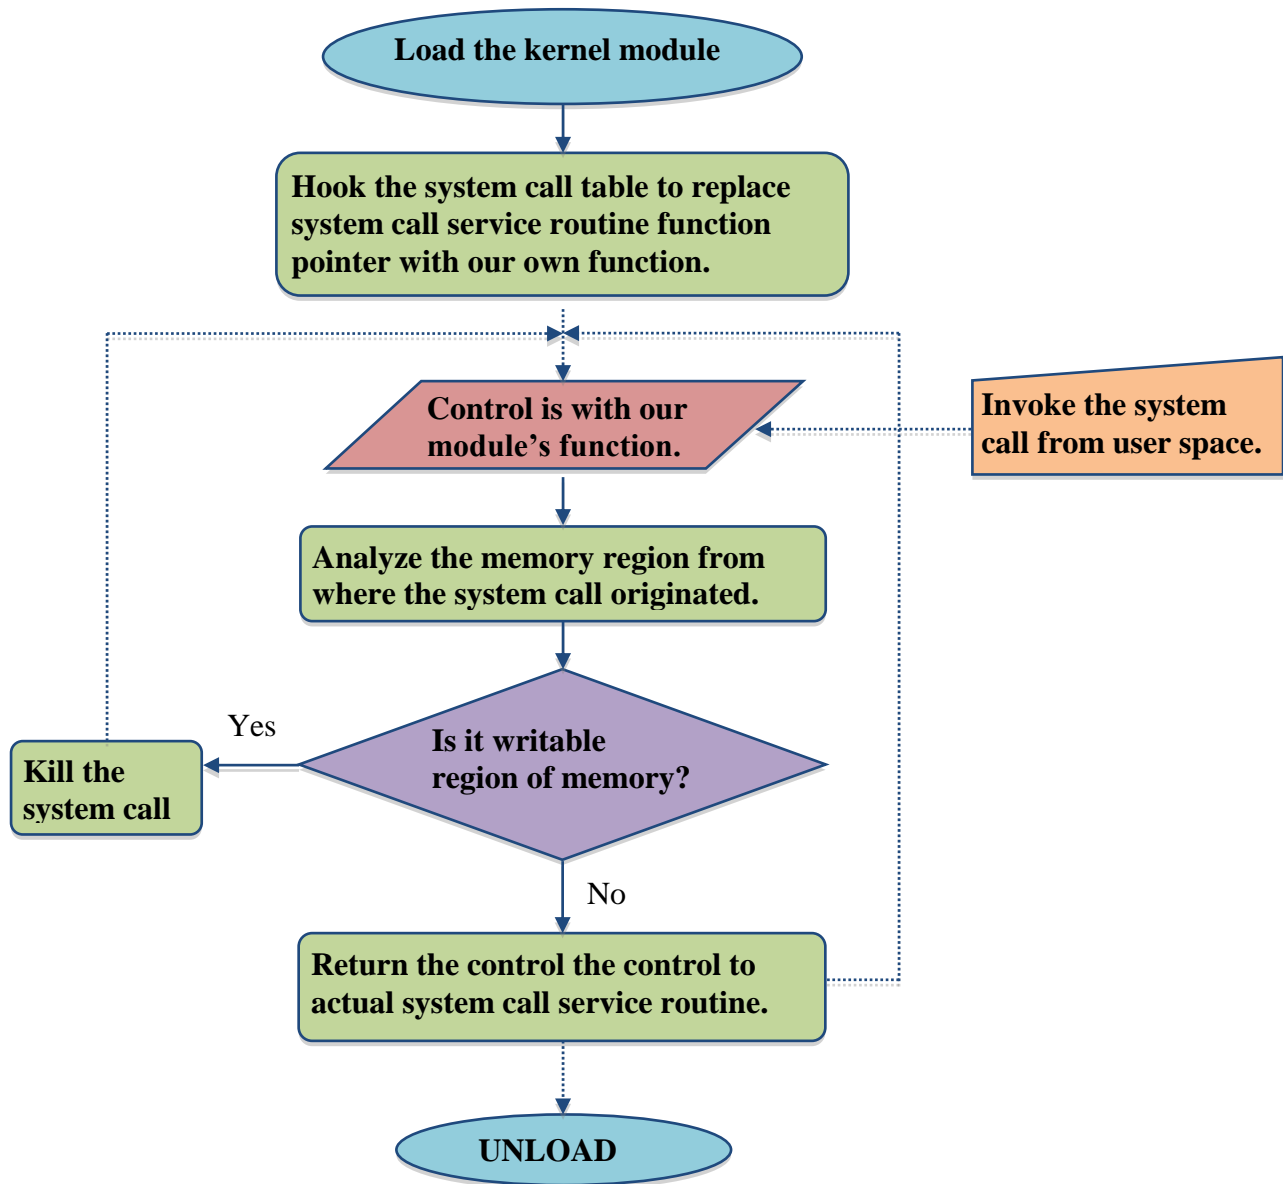 Load the kernel module
Hook the system call table to replace
system call service routine function
pointer with our own function.
Control is with our
module's function.
Invoke the system
call from user space.
Analyze the memory region from
where the system call originated.
Is it writable
region of memory?
Yes
Kill the
system call
No
Return the control the control to
actual system call service routine.
UNLOAD